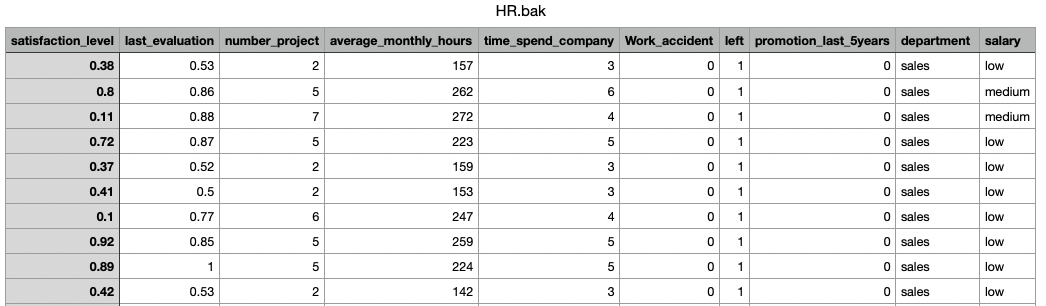 HR.bak
satisfaction_level last_evaluation number_project average_monthly_hours time_spend_company Work_accident left promotion_last_5years department salary
0.38 0.53 2 157 3 0 1 0 sales low
0.8 0.86 5 262 6 0 1 0 sales medium
0.11 0.88 7 272 4 0 1 0 sales medium
0.72 0.87 5 223 5 0 1 0 sales low
0.37 0.52 2 159 3 0 1 0 sales low
0.41 0.5 2 153 3 0 1 0 sales low
0.1 0.77 6 247 4 0 1 0 sales low
0.92 0.85 5 259 5 0 1 0 sales low
0.89 1 5 224 5 0 1 0 sales low
0.42 0.53 2 142 3 0 1 0 sales low